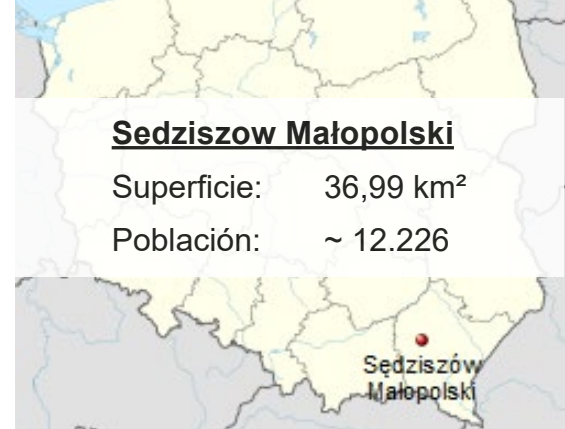 Sedziszow Małopolski
Superficie: 36,99 km²
Población: ~ 12.226
Sędziszów
Małopolski